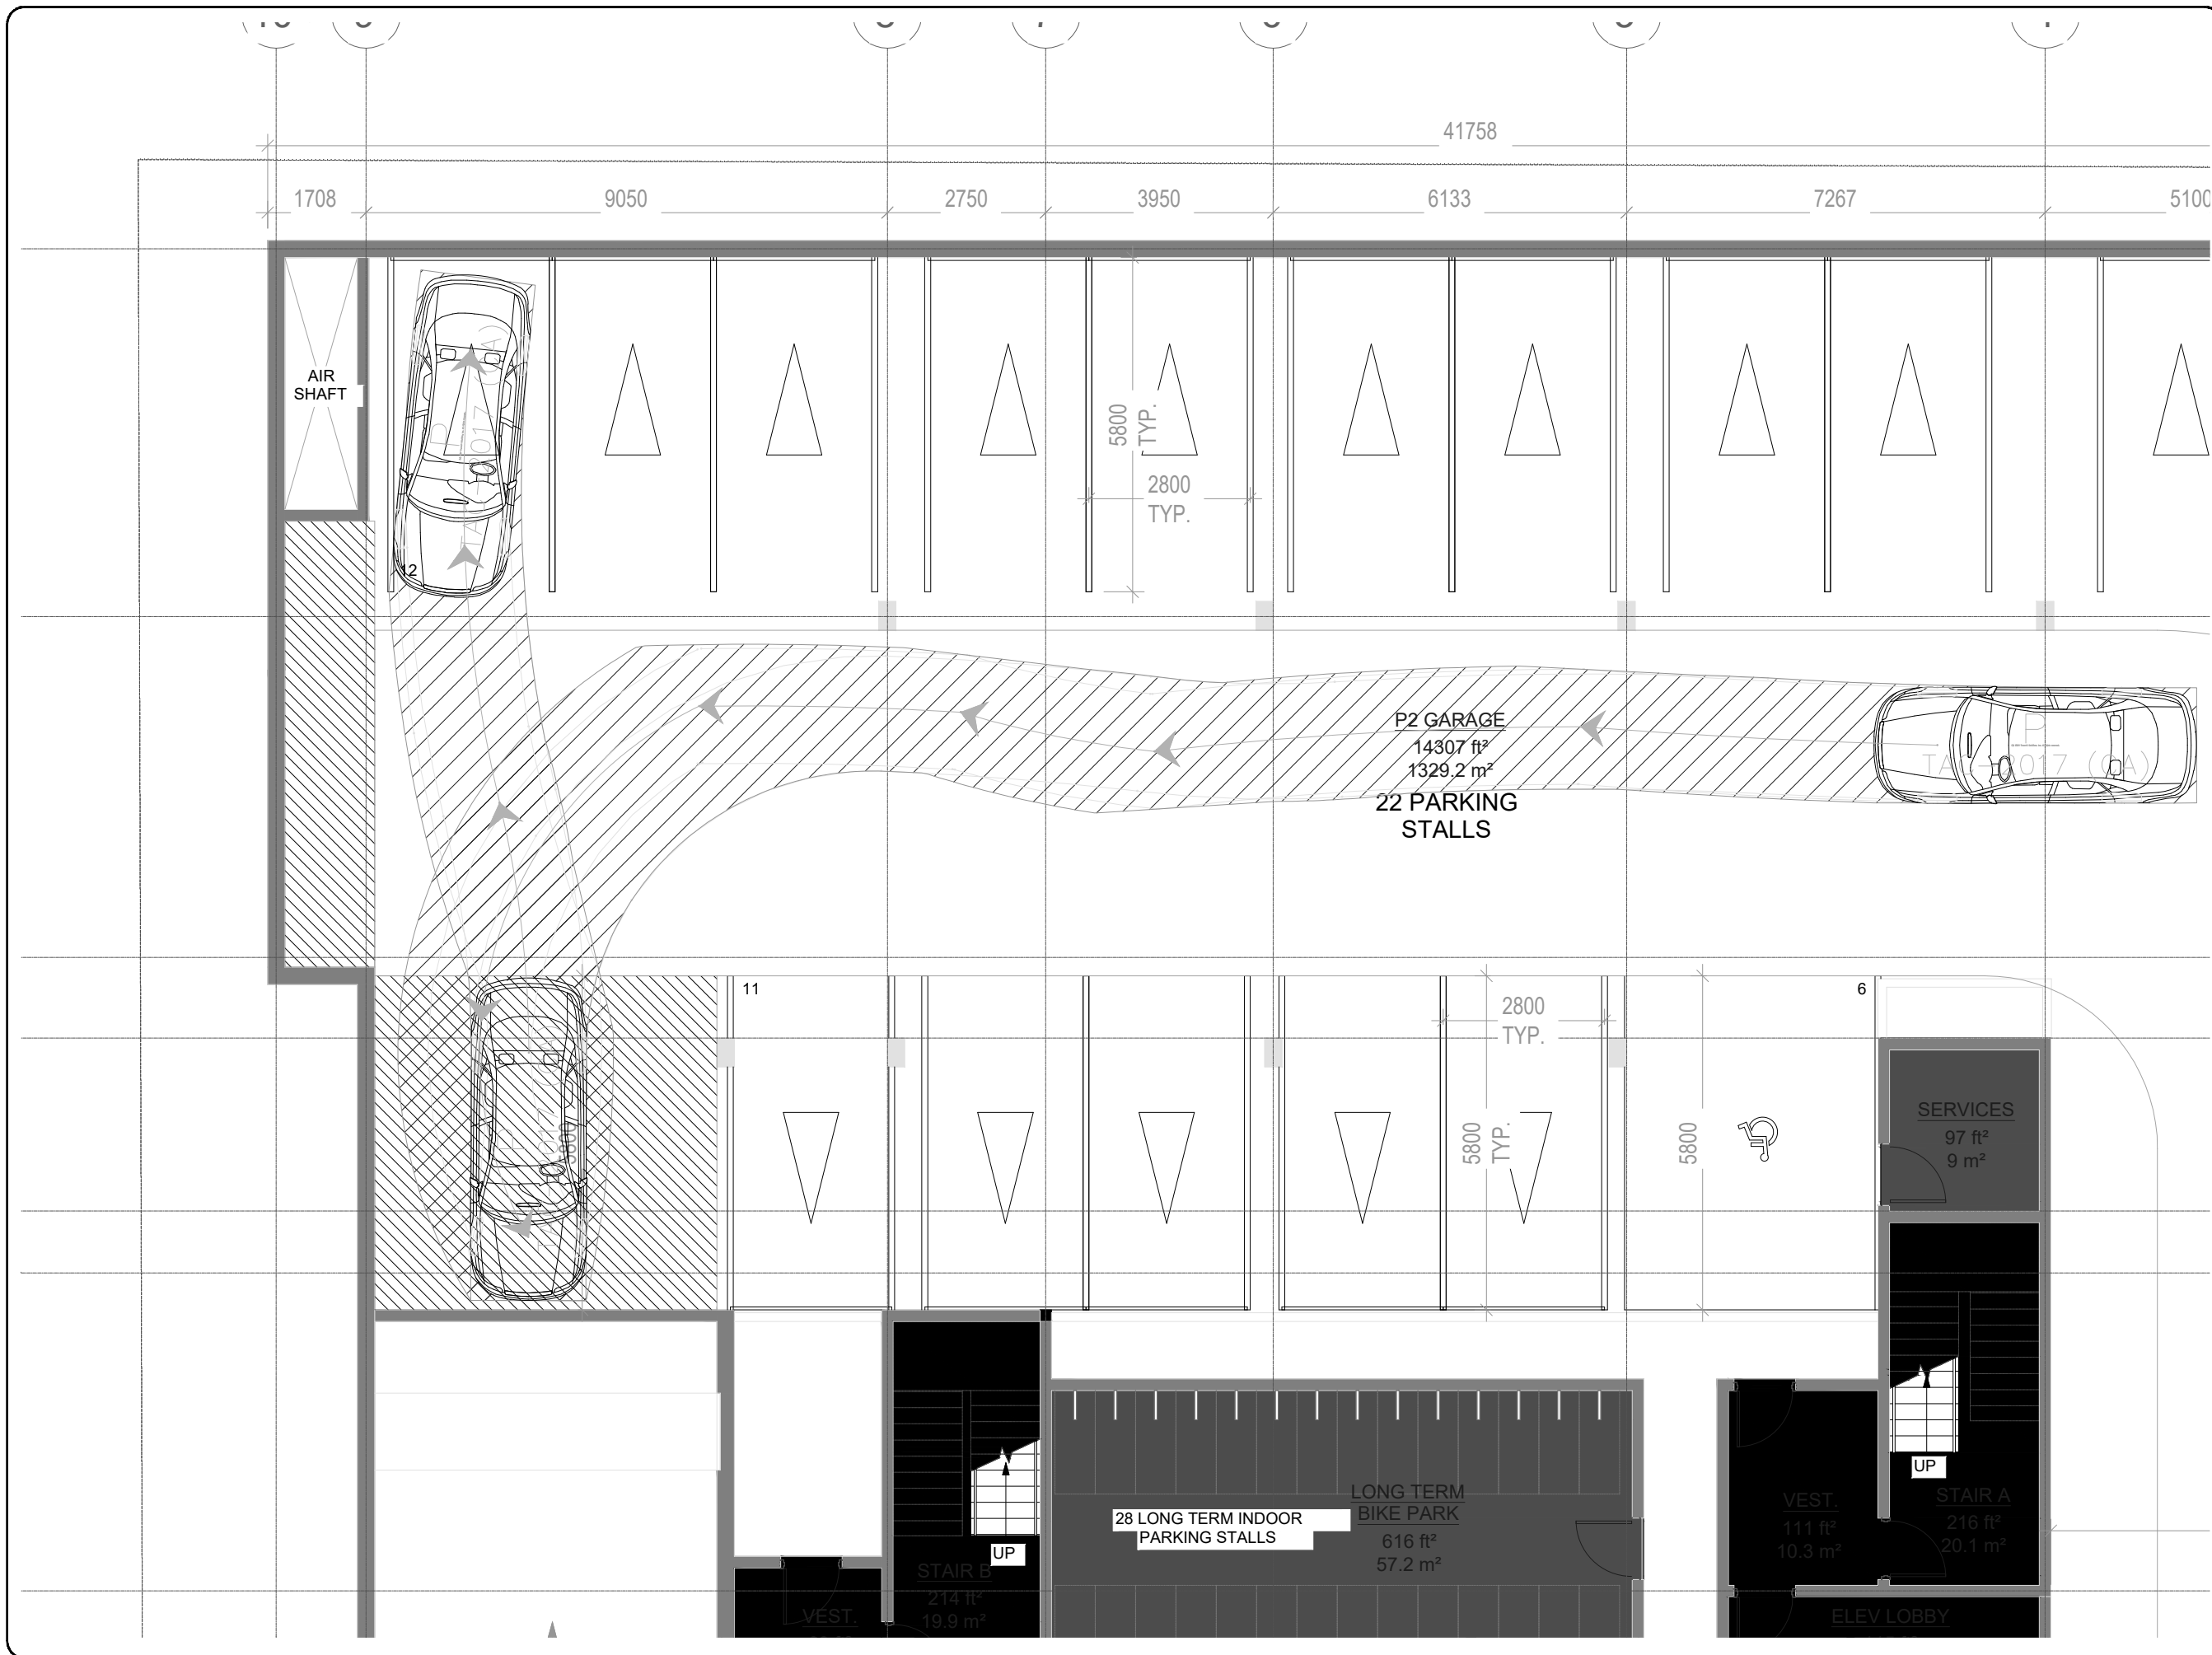 41758
1708
9050
2750
3950
6133
7267
5100
AIR
SHAFT
5800
TYP.
2800
TYP.
12
P2 GARAGE
14307 ft²
1329.2 m²
22 PARKING
STALLS
P
11
6
2800
TYP.
5800
TYP.
5800
5800
SERVICES
97 ft²
9 m²
UP
UP
28 LONG TERM INDOOR
PARKING STALLS
LONG TERM
BIKE PARK
616 ft²
57.2 m²
VEST.
111 ft²
10.3 m²
STAIR A
216 ft²
20.1 m²
STAIR B
214 ft²
19.9 m²
VEST.
ELEV LOBBY